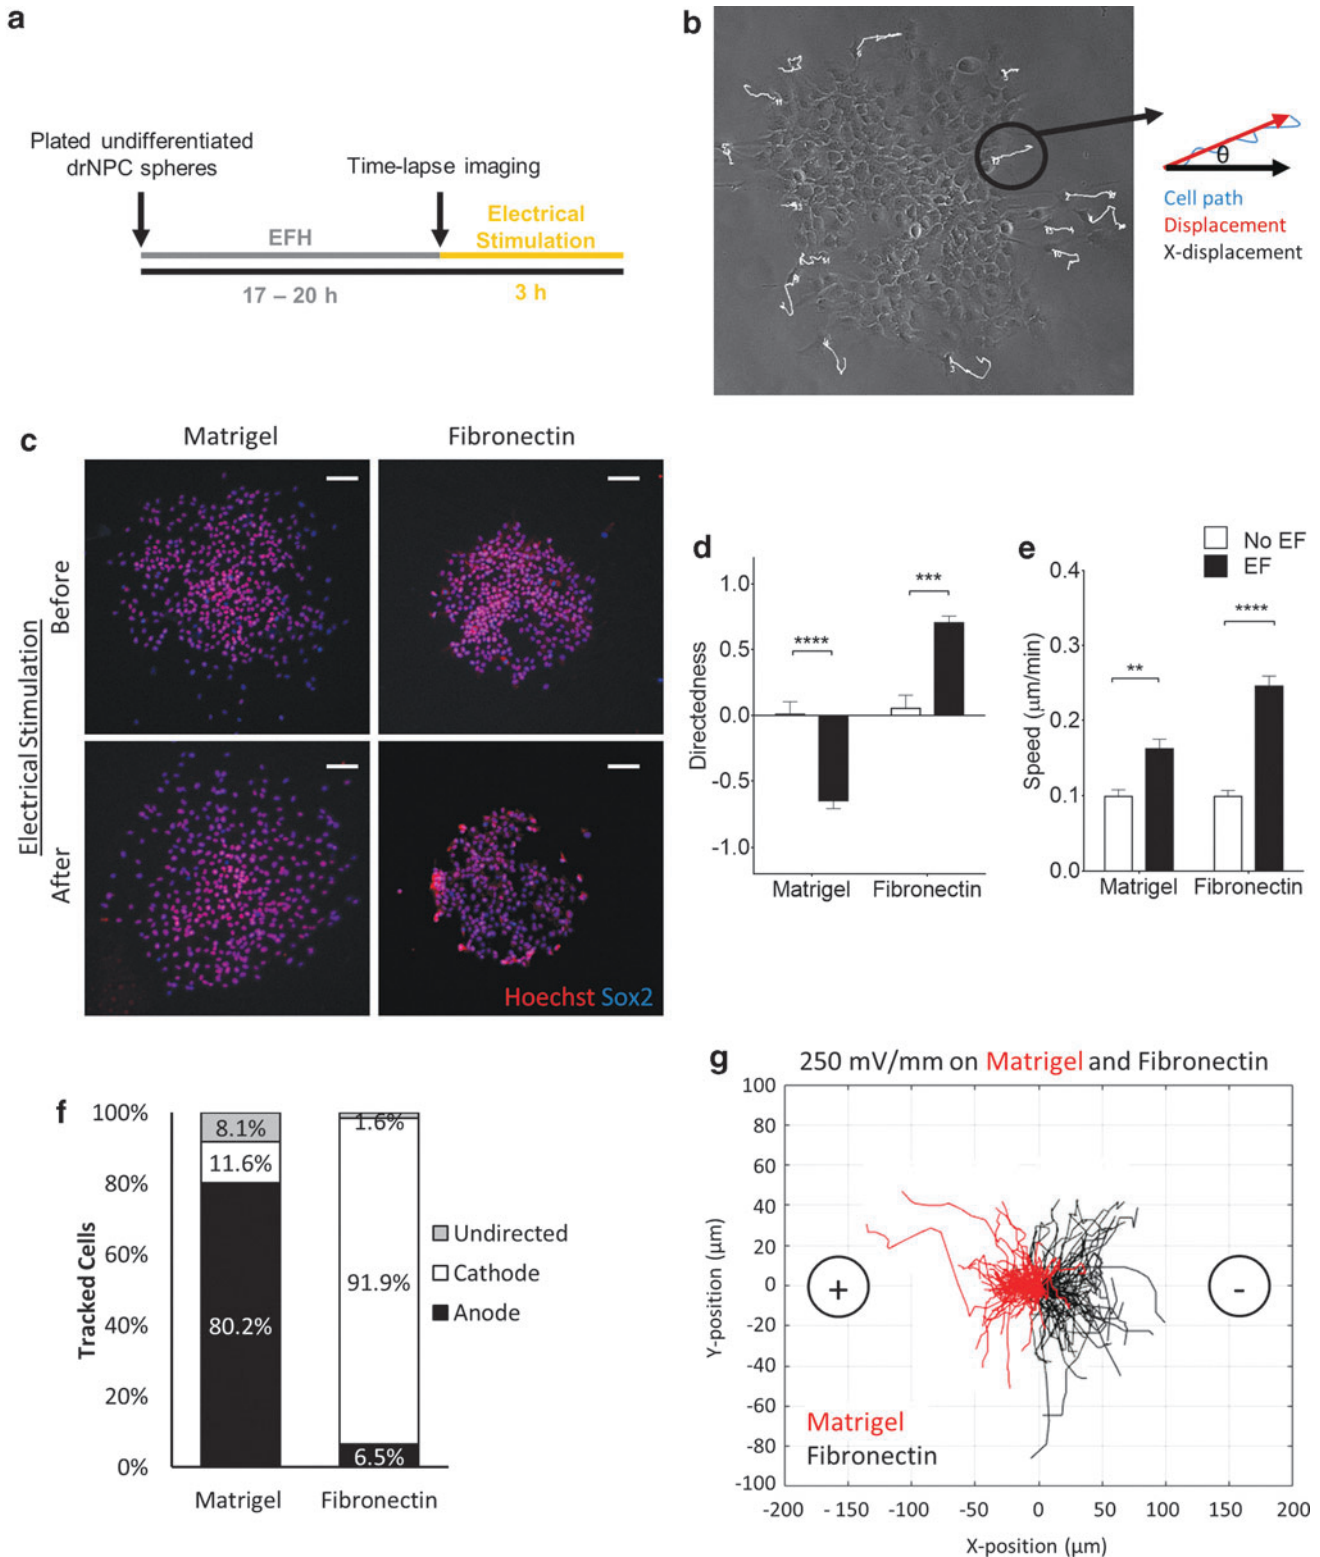 a
Plated undifferentiated
drNPC spheres
Time-lapse imaging
EFH
Electrical
Stimulation
17 – 20 h
3 h
b
θ
Cell path
Displacement
X-displacement
c
Matrigel
Fibronectin
Electrical Stimulation
Before
After
Hoechst Sox2
d
Directedness
1.0
0.5
0.0
-0.5
-1.0
****
***
Matrigel
Fibronectin
e
No EF
EF
Speed (μm/min)
0.4
0.3
0.2
0.1
0.0
**
****
Matrigel
Fibronectin
f
Tracked Cells
100%
80%
60%
40%
20%
0%
8.1%
11.6%
80.2%
1.6%
91.9%
6.5%
Undirected
Cathode
Anode
Matrigel
Fibronectin
g
250 mV/mm on Matrigel and Fibronectin
Y-position (μm)
100
80
60
40
20
0
-20
-40
-60
-80
-100
+
-
Matrigel
Fibronectin
-200 - 150 -100 -50 0 50 100 150 200
X-position (μm)